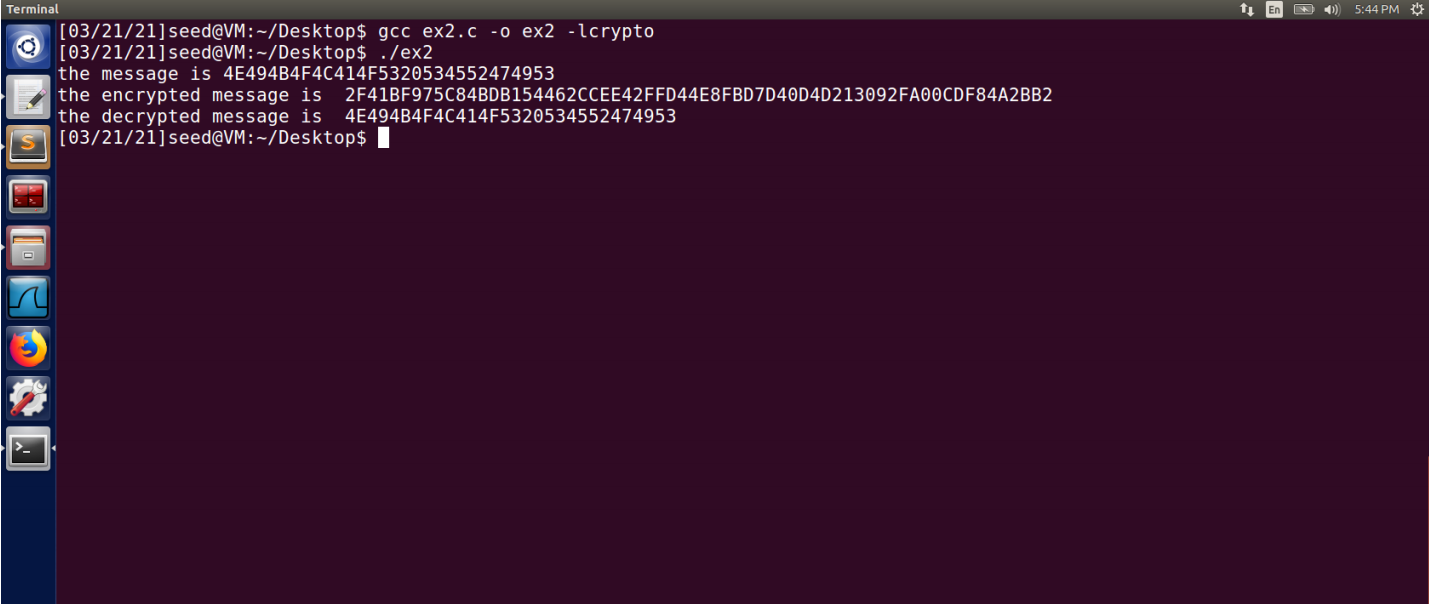 Terminal
En
5:44 PM
[03/21/21]seed@VM:~/Desktop$ gcc ex2.c -o ex2 -lcrypto
[03/21/21]seed@VM:~/Desktop$ ./ex2
the message is 4E494B4F4C414F5320534552474953
the encrypted message is  2F41BF975C84BDB154462CCEE42FFD44E8FBD7D40D4D213092FA00CDF84A2BB2
the decrypted message is  4E494B4F4C414F5320534552474953
[03/21/21]seed@VM:~/Desktop$